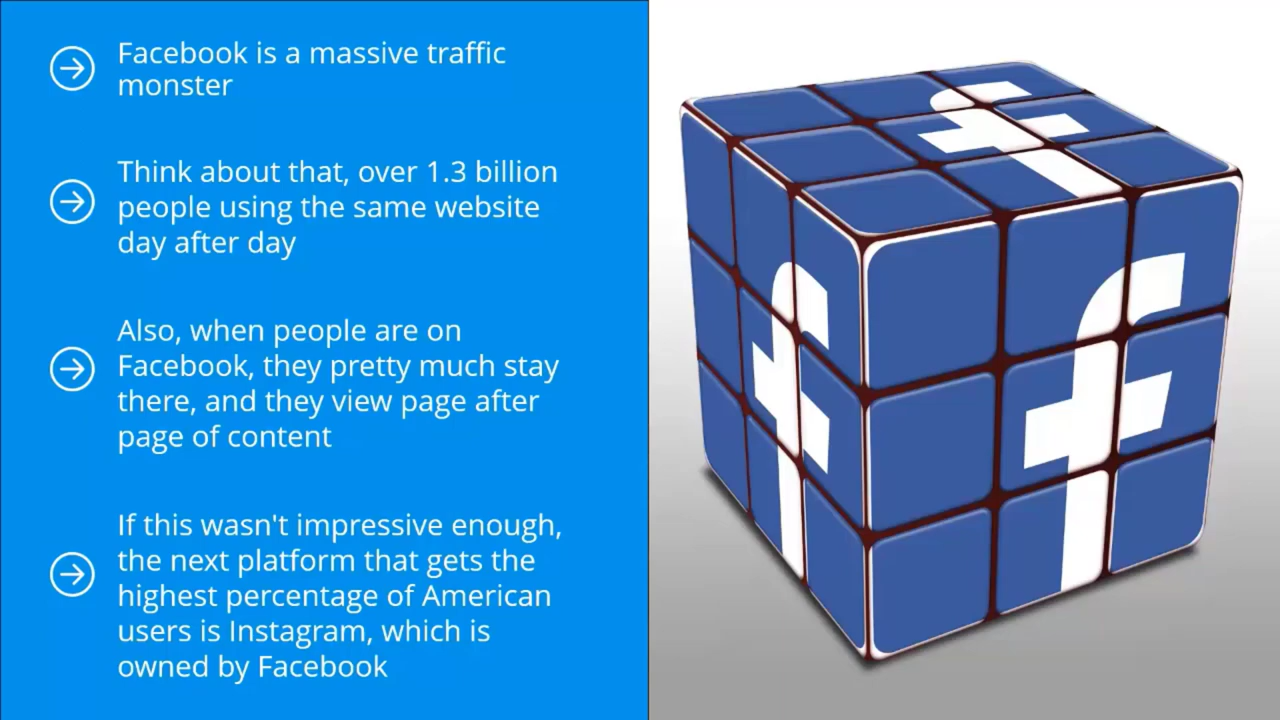 Facebook is a massive traffic
monster
Think about that, over 1.3 billion
people using the same website
day after day
Also, when people are on
Facebook, they pretty much stay
there, and they view page after
page of content
If this wasn't impressive enough,
the next platform that gets the
highest percentage of American
users is Instagram, which is
owned by Facebook
f
f
f